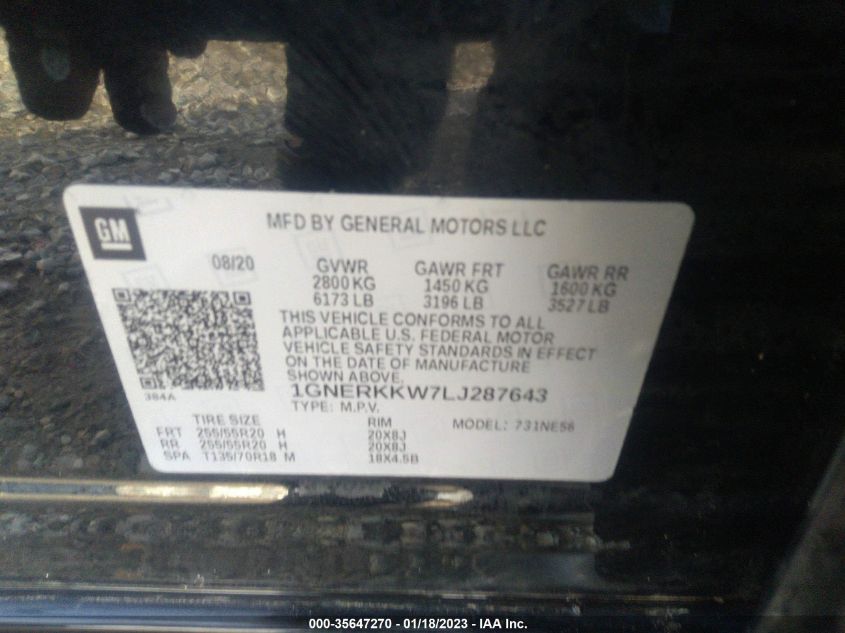 GM
MFD BY GENERAL MOTORS LLC
08/20 GVWR GAWR FRT GAWR RR
2800 KG 1450 KG 1600 KG
6173 LB 3196 LB 3527 LB
THIS VEHICLE CONFORMS TO ALL
APPLICABLE U.S. FEDERAL MOTOR
VEHICLE SAFETY STANDARDS IN EFFECT
ON THE DATE OF MANUFACTURE
SHOWN ABOVE.
384A
1GNERKKW7LJ287643
TYPE: M.P.V.
TIRE SIZE RIM MODEL: 731NE56
FRT 255/55R20 H 20X8J
RR 255/55R20 H 20X8J
SPA T135/70R18 M 18X4.5B
000-35647270 - 01/18/2023 - IAA Inc.